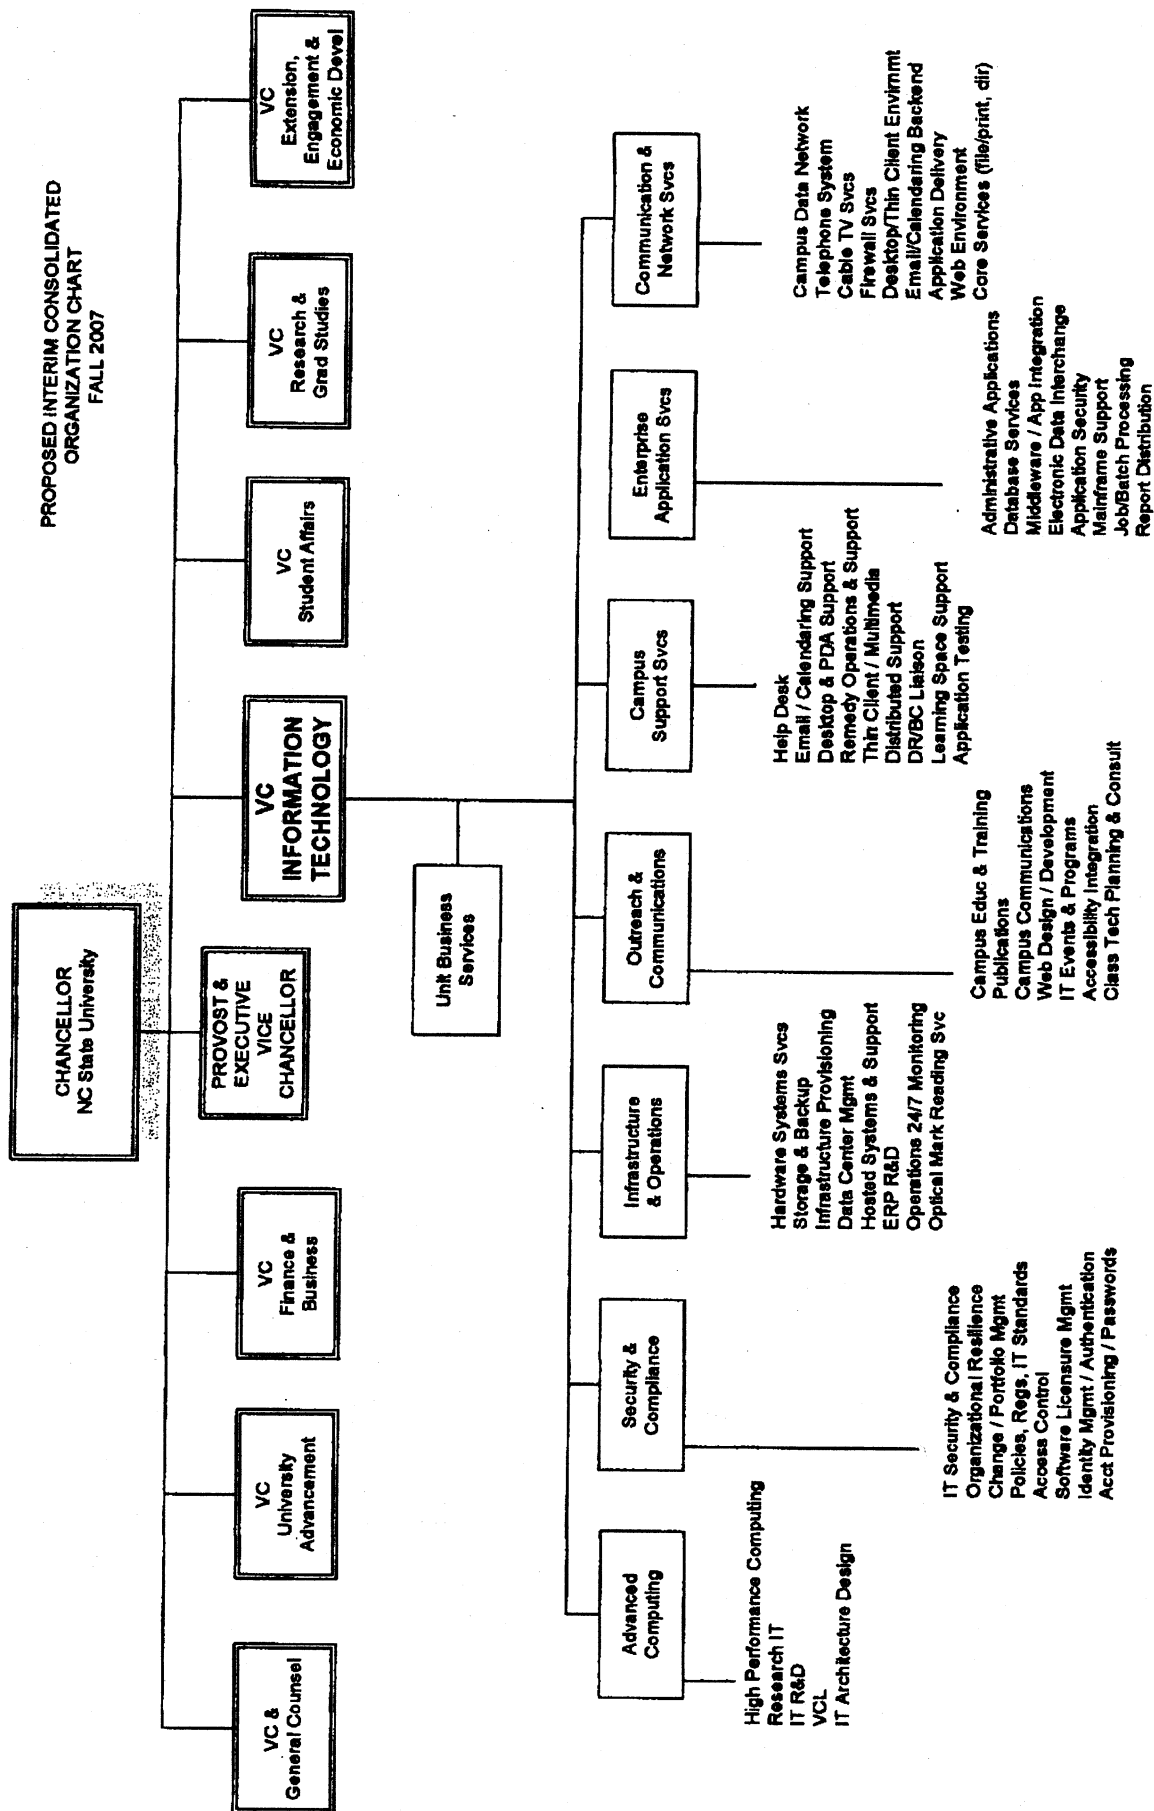 PROPOSED INTERIM CONSOLIDATED
ORGANIZATION CHART
FALL 2007
CHANCELLOR
NC State University
VC &
General Counsel
VC
University
Advancement
VC
Finance &
Business
PROVOST &
EXECUTIVE
VICE
CHANCELLOR
VC
INFORMATION
TECHNOLOGY
VC
Student Affairs
VC
Research &
Grad Studies
VC
Extension,
Engagement &
Economic Devel
Unit Business
Services
Advanced
Computing
High Performance Computing
Research IT
IT R&D
VCL
IT Architecture Design
Security &
Compliance
IT Security & Compliance
Organizational Resilience
Change / Portfolio Mgmt
Policies, Regs, IT Standards
Access Control
Software Licensure Mgmt
Identity Mgmt / Authentication
Acct Provisioning / Passwords
Infrastructure
& Operations
Hardware Systems Svcs
Storage & Backup
Infrastructure Provisioning
Data Center Mgmt
Hosted Systems & Support
ERP R&D
Operations 24/7 Monitoring
Optical Mark Reading Svc
Outreach &
Communications
Campus Educ & Training
Publications
Campus Communications
Web Design / Development
IT Events & Programs
Accessibility Integration
Class Tech Planning & Consult
Campus
Support Svcs
Help Desk
Email / Calendaring Support
Desktop & PDA Support
Remedy Operations & Support
Thin Client / Multimedia
Distributed Support
DR/BC Liaison
Learning Space Support
Application Testing
Enterprise
Application Svcs
Administrative Applications
Database Services
Middleware / App Integration
Electronic Data Interchange
Application Security
Mainframe Support
Job/Batch Processing
Report Distribution
Communication &
Network Svcs
Campus Data Network
Telephone System
Cable TV Svcs
Firewall Svcs
Desktop/Thin Client Envirnmt
Email/Calendaring Backend
Application Delivery
Web Environment
Core Services (file/print, dir)